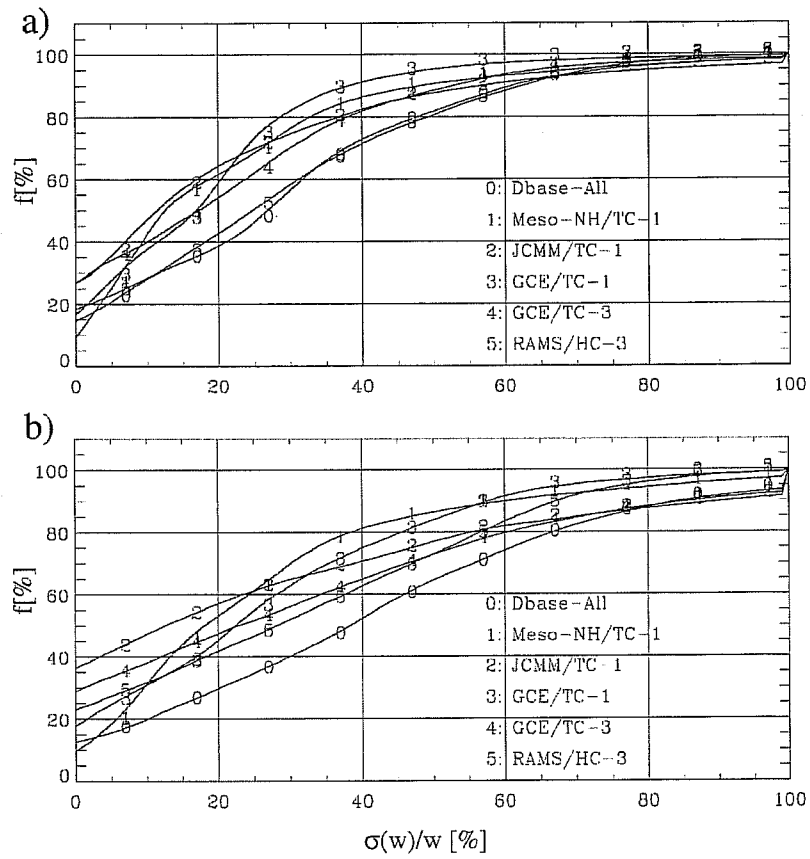 a)
100
80
60
40
20
0
f[%]
0: Dbase-All
1: Meso-NH/TC-1
2: JCMM/TC-1
3: GCE/TC-1
4: GCE/TC-3
5: RAMS/HC-3
0 20 40 60 80 100
b)
100
80
60
40
20
0
f[%]
0: Dbase-All
1: Meso-NH/TC-1
2: JCMM/TC-1
3: GCE/TC-1
4: GCE/TC-3
5: RAMS/HC-3
0 20 40 60 80 100
σ(w)/w [%]